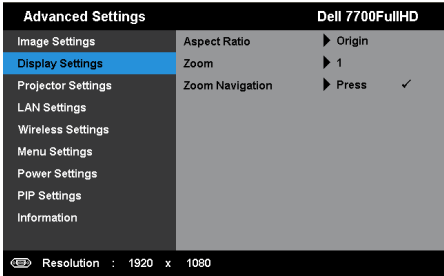 Advanced Settings Dell 7700FullHD
Image Settings Aspect Ratio Origin
Display Settings Zoom 1
Projector Settings Zoom Navigation Press
LAN Settings
Wireless Settings
Menu Settings
Power Settings
PIP Settings
Information
Resolution : 1920 x 1080